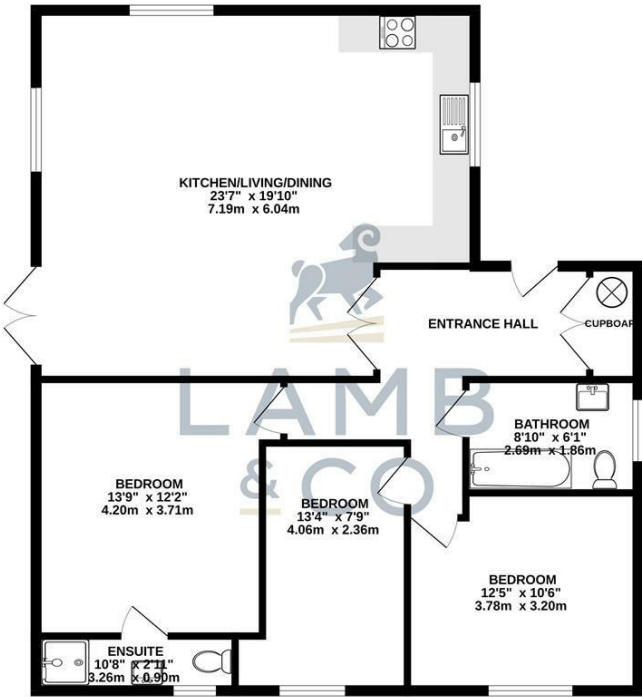 KITCHEN/LIVING/DINING
23'7" x 19'10"
7.19m x 6.04m
ENTRANCE HALL
CUPBOAR
LAMB
& CO
BATHROOM
8'10" x 6'1"
2.69m x 1.86m
BEDROOM
13'9" x 12'2"
4.20m x 3.71m
BEDROOM
13'4" x 7'9"
4.06m x 2.36m
BEDROOM
12'5" x 10'6"
3.78m x 3.20m
ENSUITE
10'8" x 2'11"
3.26m x 0.90m